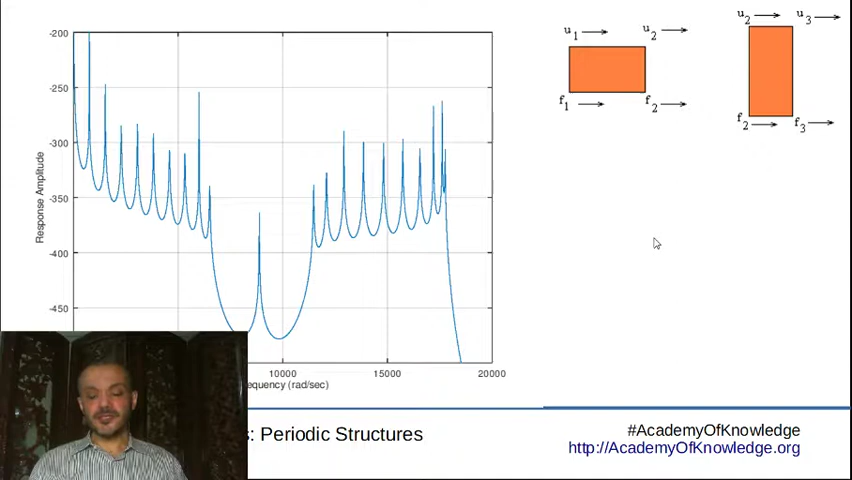 -200
-250
-300
-350
-400
-450
Response Amplitude
10000
15000
20000
equency (rad/sec)
u1
u2
f1
f2
u2
u3
f2
f3
s: Periodic Structures
#AcademyOfKnowledge
http://AcademyOfKnowledge.org